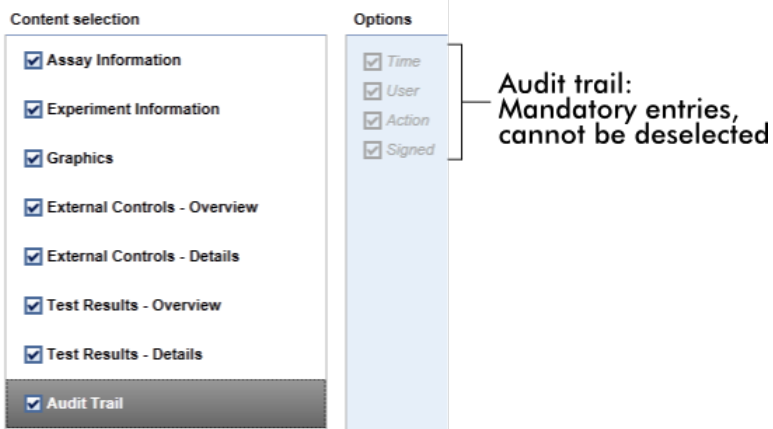 Content selection
Assay Information
Experiment Information
Graphics
External Controls - Overview
External Controls - Details
Test Results - Overview
Test Results - Details
Audit Trail
Options
Time
User
Action
Signed
Audit trail:
Mandatory entries,
cannot be deselected